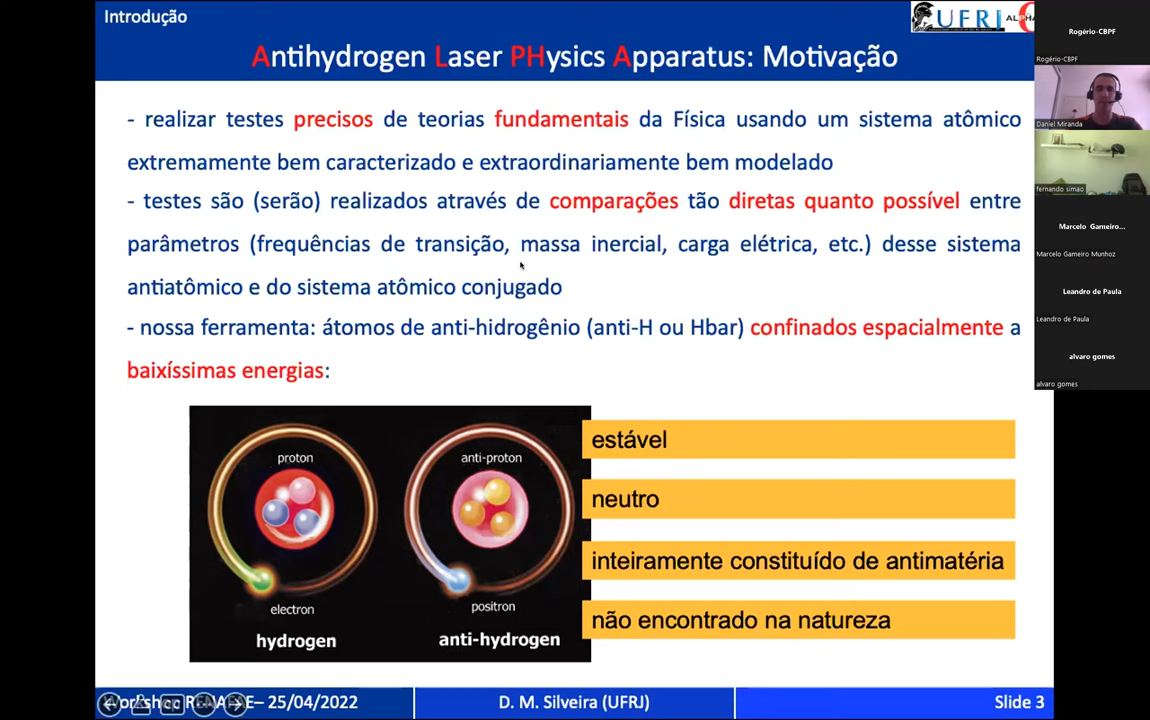 Introdução
UFRJ
ALPH
Antihydrogen Laser PHysics Apparatus: Motivação
- realizar testes precisos de teorias fundamentais da Física usando um sistema atômico
extremamente bem caracterizado e extraordinariamente bem modelado
- testes são (serão) realizados através de comparações tão diretas quanto possível entre
parâmetros (frequências de transição, massa inercial, carga elétrica, etc.) desse sistema
antiatômico e do sistema atômico conjugado
- nossa ferramenta: átomos de anti-hidrogênio (anti-H ou Hbar) confinados espacialmente a
baixíssimas energias:
proton
electron
hydrogen
anti-proton
positron
anti-hydrogen
estável
neutro
inteiramente constituído de antimatéria
não encontrado na natureza
Workshop RENAFAE– 25/04/2022
D. M. Silveira (UFRJ)
Slide 3
Rogério-CBPF
Rogério-CBPF
Daniel Miranda
fernando simao
Marcelo Gameiro...
Marcelo Gameiro Munhoz
Leandro de Paula
Leandro de Paula
alvaro gomes
alvaro gomes